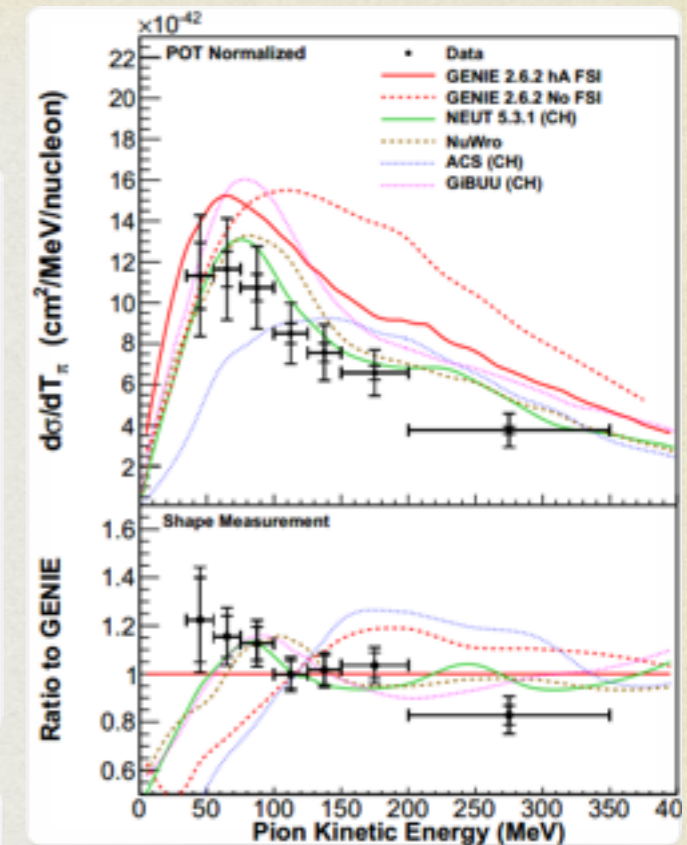 ×10⁻⁴²
POT Normalized
Data
GENIE 2.6.2 hA FSI
GENIE 2.6.2 No FSI
NEUT 5.3.1 (CH)
NuWro
ACS (CH)
GiBUU (CH)
22
20
18
16
14
12
10
8
6
4
2
dσ/dTπ (cm²/MeV/nucleon)
Shape Measurement
1.6
1.4
1.2
1
0.8
0.6
Ratio to GENIE
0 50 100 150 200 250 300 350 400
Pion Kinetic Energy (MeV)